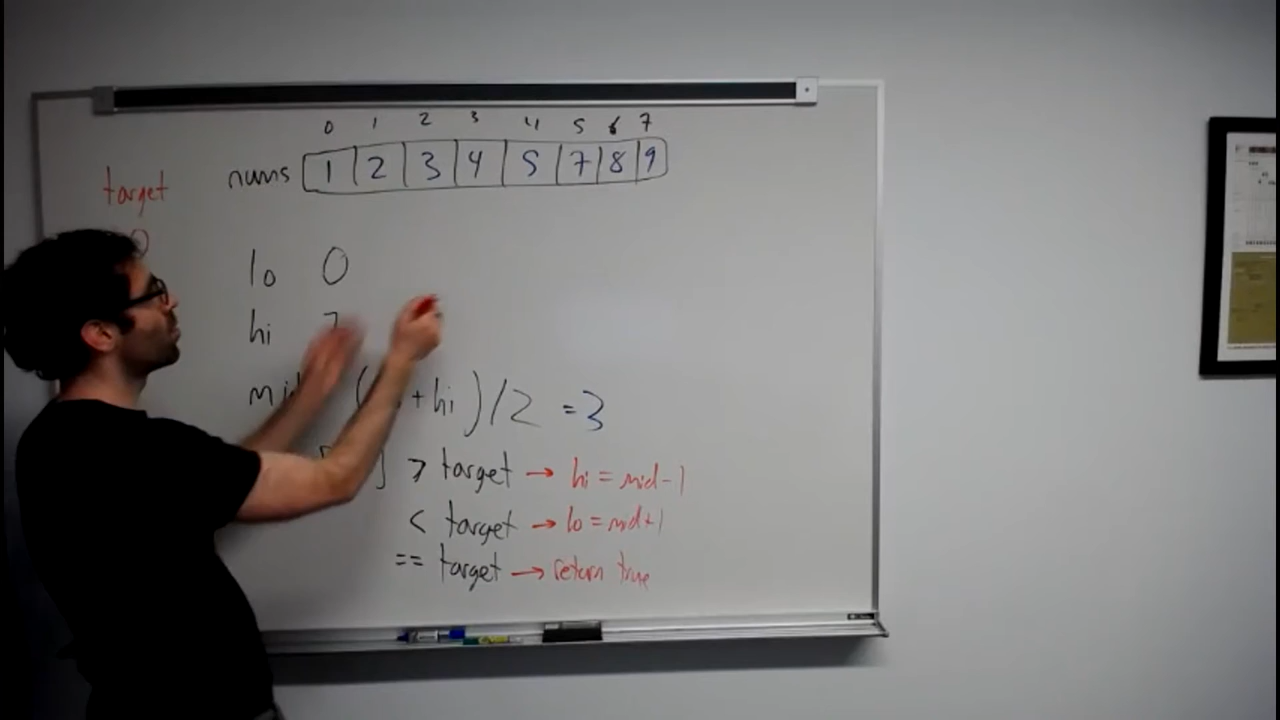 0 1 2 3 4 5 6 7
nums 1 2 3 4 5 7 8 9
target
0
lo 0
hi 7
mid ( + hi ) / 2 = 3
] > target → hi = mid - 1
< target → lo = mid + 1
== target → return true